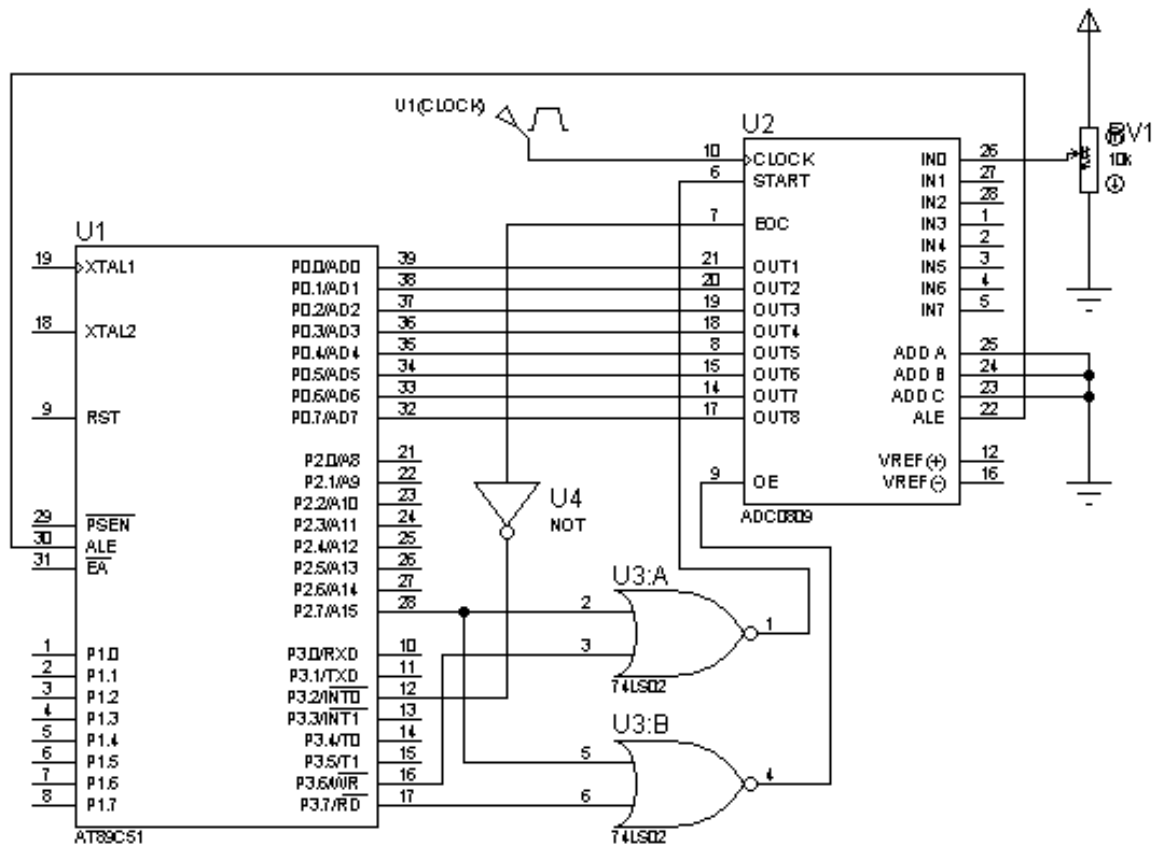 U1(CLOCK)
U2
10 CLOCK
6 START
7 EOC
21 OUT1
20 OUT2
19 OUT3
18 OUT4
8 OUT5
15 OUT6
14 OUT7
17 OUT8
9 OE
IN0 26
IN1 27
IN2 28
IN3 1
IN4 2
IN5 3
IN6 4
IN7 5
ADD A 25
ADD B 24
ADD C 23
ALE 22
VREF(+) 12
VREF(-) 16
ADC0809
RV1
10k
U1
19 XTAL1
18 XTAL2
9 RST
29 PSEN
30 ALE
31 EA
1 P1.0
2 P1.1
3 P1.2
4 P1.3
5 P1.4
6 P1.5
7 P1.6
8 P1.7
P0.0/AD0 39
P0.1/AD1 38
P0.2/AD2 37
P0.3/AD3 36
P0.4/AD4 35
P0.5/AD5 34
P0.6/AD6 33
P0.7/AD7 32
P2.0/A8 21
P2.1/A9 22
P2.2/A10 23
P2.3/A11 24
P2.4/A12 25
P2.5/A13 26
P2.6/A14 27
P2.7/A15 28
P3.0/RXD 10
P3.1/TXD 11
P3.2/INT0 12
P3.3/INT1 13
P3.4/T0 14
P3.5/T1 15
P3.6/WR 16
P3.7/RD 17
AT89C51
U4
NOT
U3:A
2
3
1
74LS02
U3:B
5
6
4
74LS02